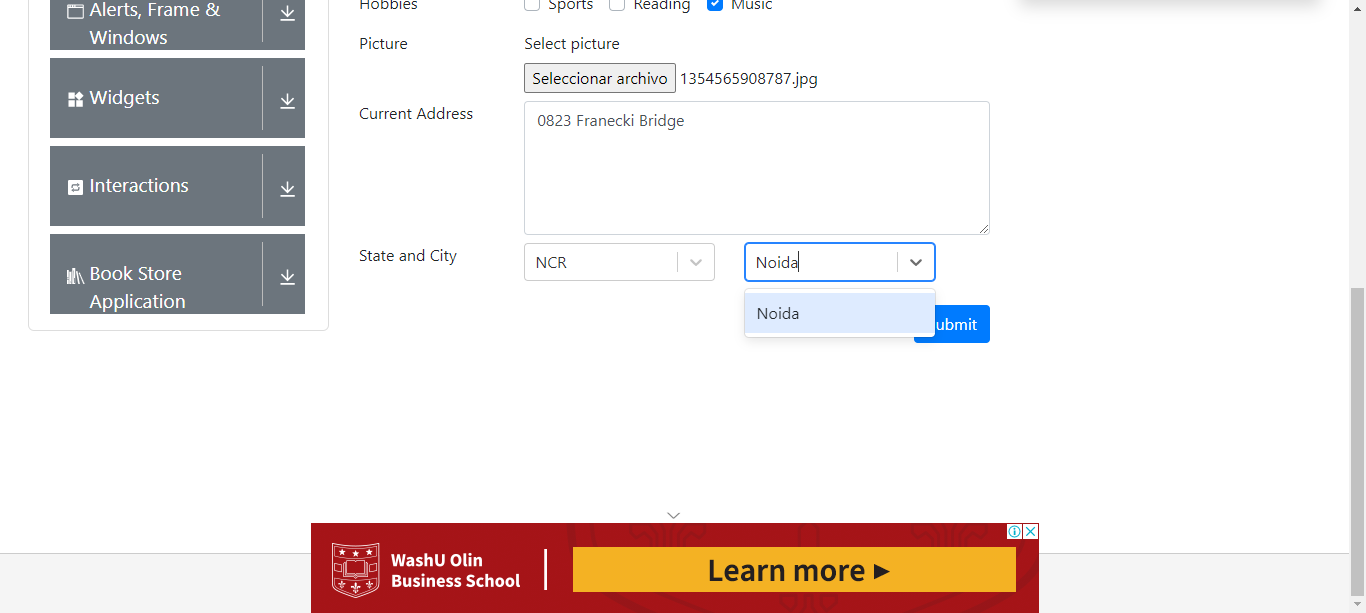 Alerts, Frame &
Windows
Widgets
Interactions
Book Store
Application
Hobbies
Sports
Reading
Music
Picture
Select picture
Seleccionar archivo 1354565908787.jpg
Current Address
0823 Franecki Bridge
State and City
NCR
Noida
Noida
ubmit
WashU Olin
Business School
Learn more ►